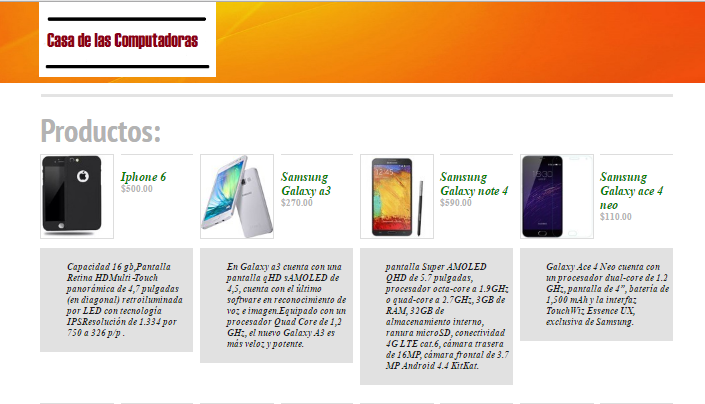 Casa de las Computadoras
Productos:
Iphone 6
$500.00
Capacidad 16 gb,Pantalla
Retina HDMulti-Touch
panorámica de 4,7 pulgadas
(en diagonal) retroiluminada
por LED con tecnología
IPSResolución de 1.334 por
750 a 326 p/p .
Samsung
Galaxy a3
$270.00
En Galaxy a3 cuenta con una
pantalla qHD sAMOLED de
4,5, cuenta con el último
software en reconocimiento de
voz e imagen.Equipado con un
procesador Quad Core de 1,2
GHz, el nuevo Galaxy A3 es
más veloz y potente.
Samsung
Galaxy note 4
$590.00
pantalla Super AMOLED
QHD de 5.7 pulgadas,
procesador octa-core a 1.9GHz
o quad-core a 2.7GHz, 3GB de
RAM, 32GB de
almacenamiento interno,
ranura microSD, conectividad
4G LTE cat.6, cámara trasera
de 16MP, cámara frontal de 3.7
MP Android 4.4 KitKat.
Samsung
Galaxy ace 4
neo
$110.00
Galaxy Ace 4 Neo cuenta con
un procesador dual-core de 1.2
GHz, pantalla de 4”, batería de
1,500 mAh y la interfaz
TouchWiz Essence UX,
exclusiva de Samsung.